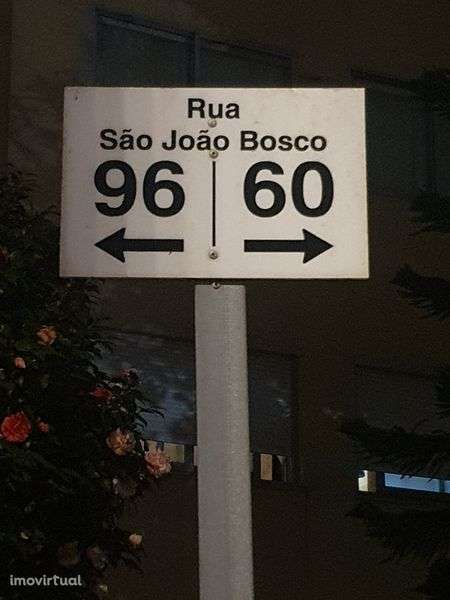 Rua
São João Bosco
96 60
← →
imovirtual